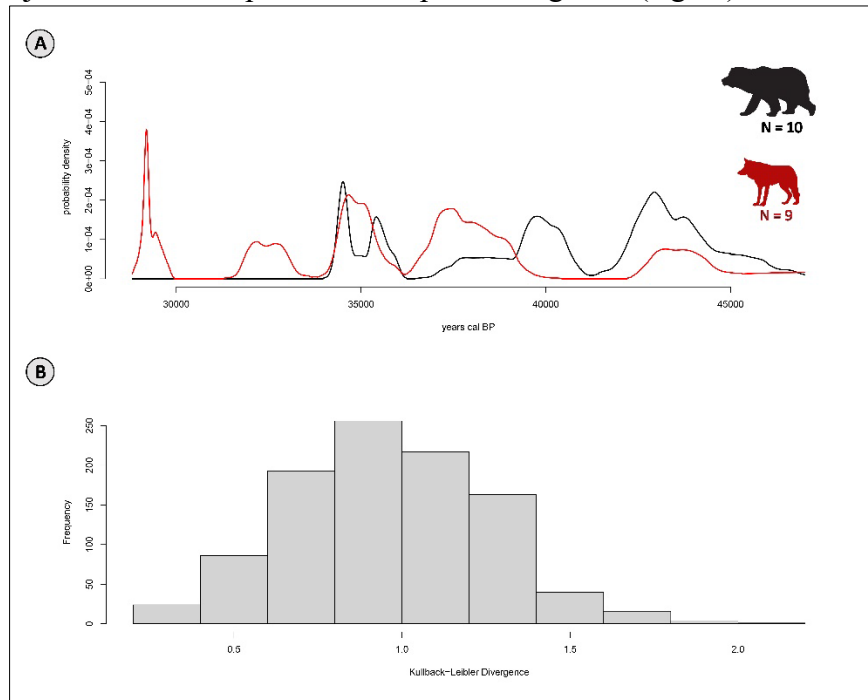 A
probability density
0e+00 1e-04 2e-04 3e-04 4e-04 5e-04
N = 10
N = 9
30000 35000 40000 45000
years cal BP
B
Frequency
0 50 100 150 200 250
0.5 1.0 1.5 2.0
Kullback-Leibler Divergence